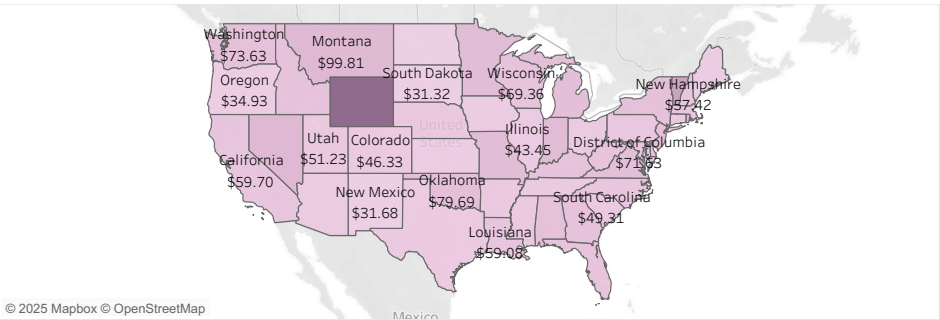 Washington
$73.63
Montana
$99.81
Oregon
$34.93
South Dakota
$31.32
Wisconsin
$69.36
New Hampshire
$57.42
United
States
Utah
$51.23
Colorado
$46.33
Illinois
$43.45
District of Columbia
$71.63
California
$59.70
New Mexico
$31.68
Oklahoma
$79.69
South Carolina
$49.31
Louisiana
$59.08
Mexico
© 2025 Mapbox © OpenStreetMap